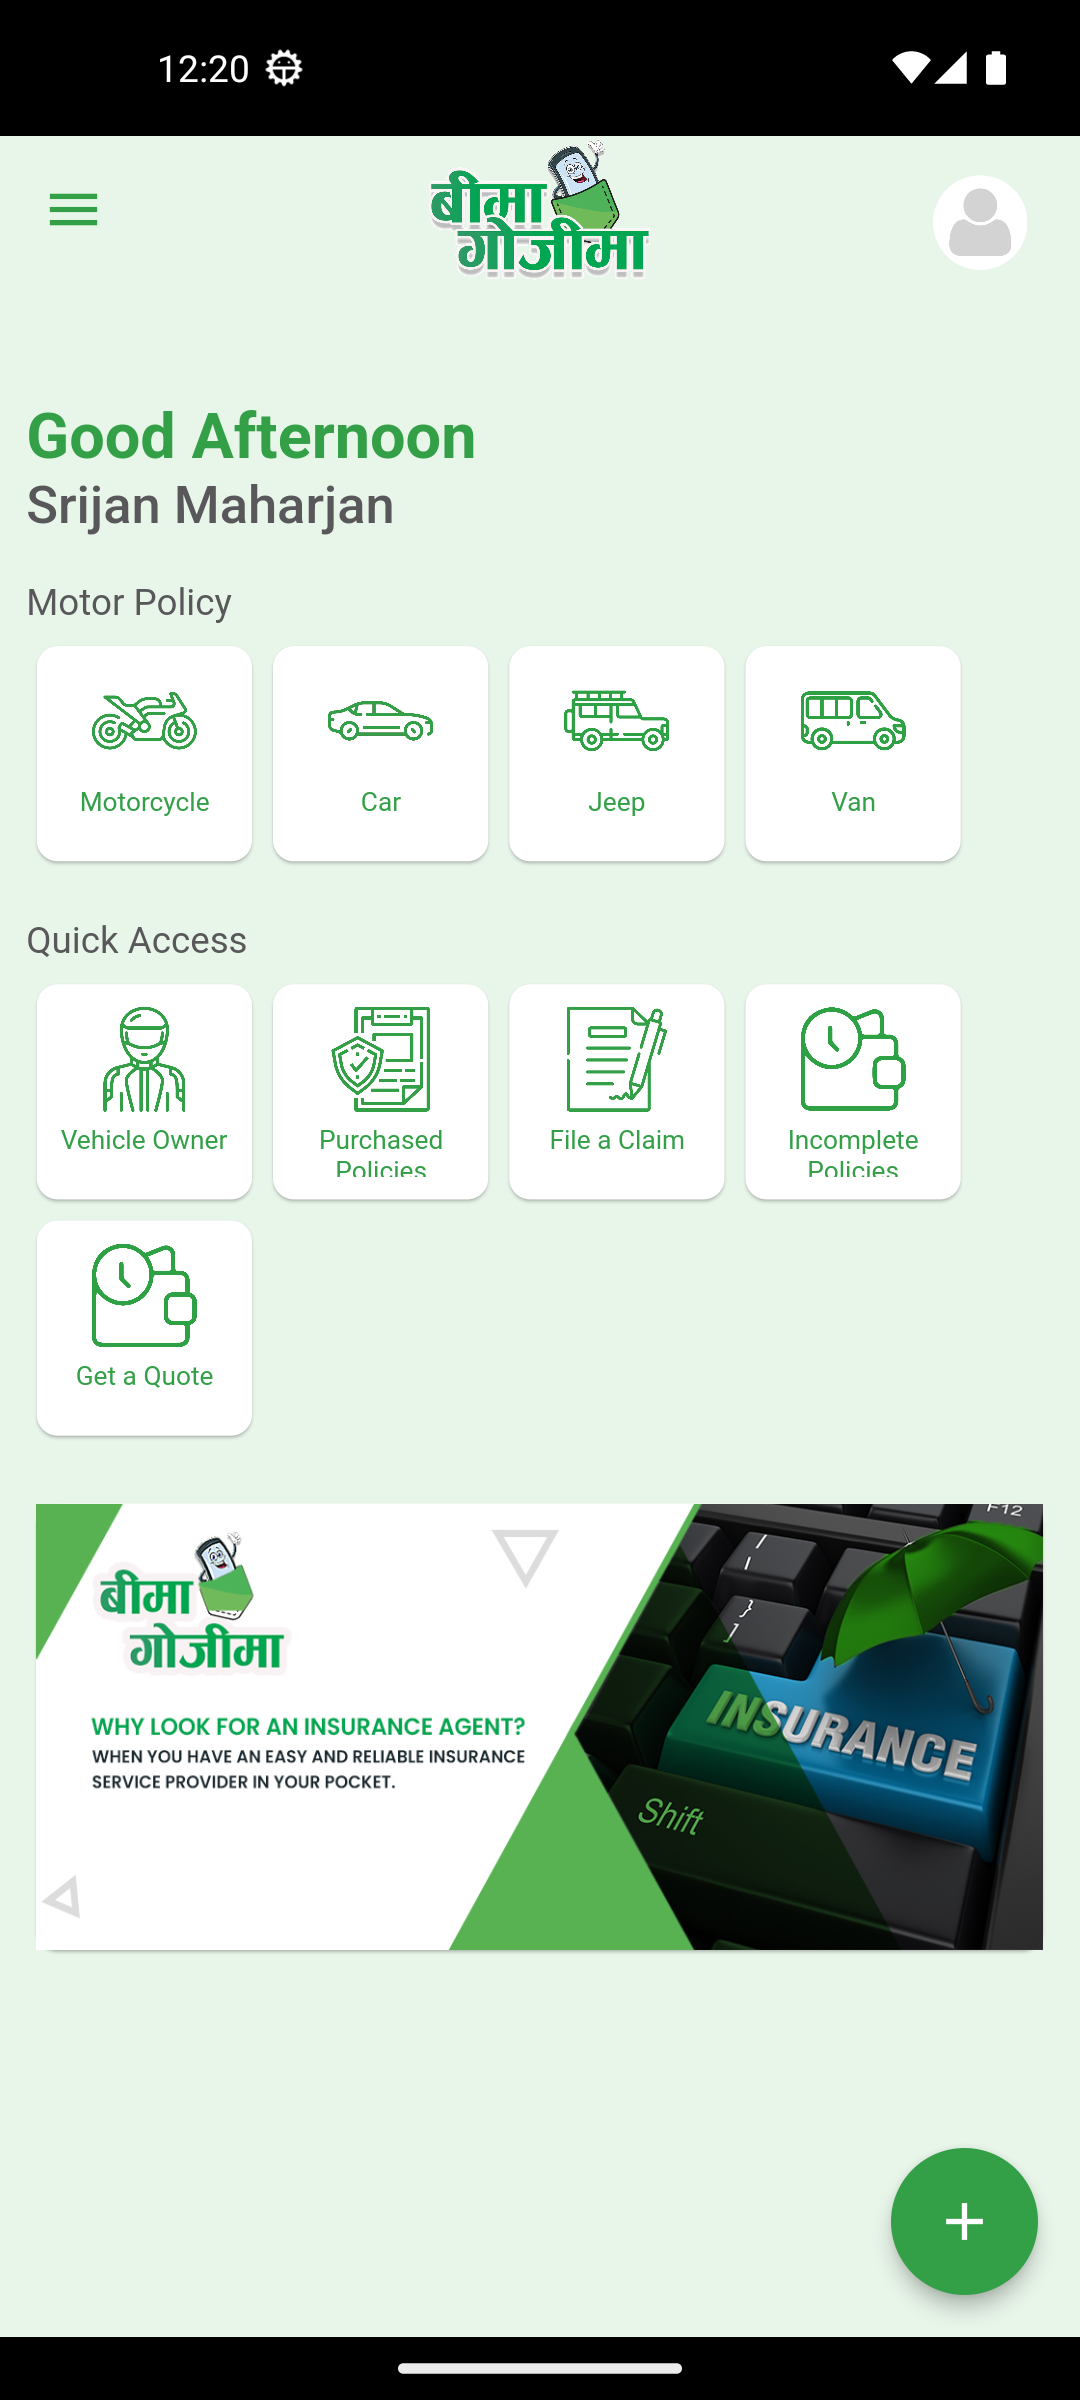 12:20
बीमा
गोजीमा
Good Afternoon
Srijan Maharjan
Motor Policy
Motorcycle
Car
Jeep
Van
Quick Access
Vehicle Owner
Purchased
Policies
File a Claim
Incomplete
Policies
Get a Quote
बीमा
गोजीमा
WHY LOOK FOR AN INSURANCE AGENT?
WHEN YOU HAVE AN EASY AND RELIABLE INSURANCE
SERVICE PROVIDER IN YOUR POCKET.
F12
}
]
INSURANCE
Shift